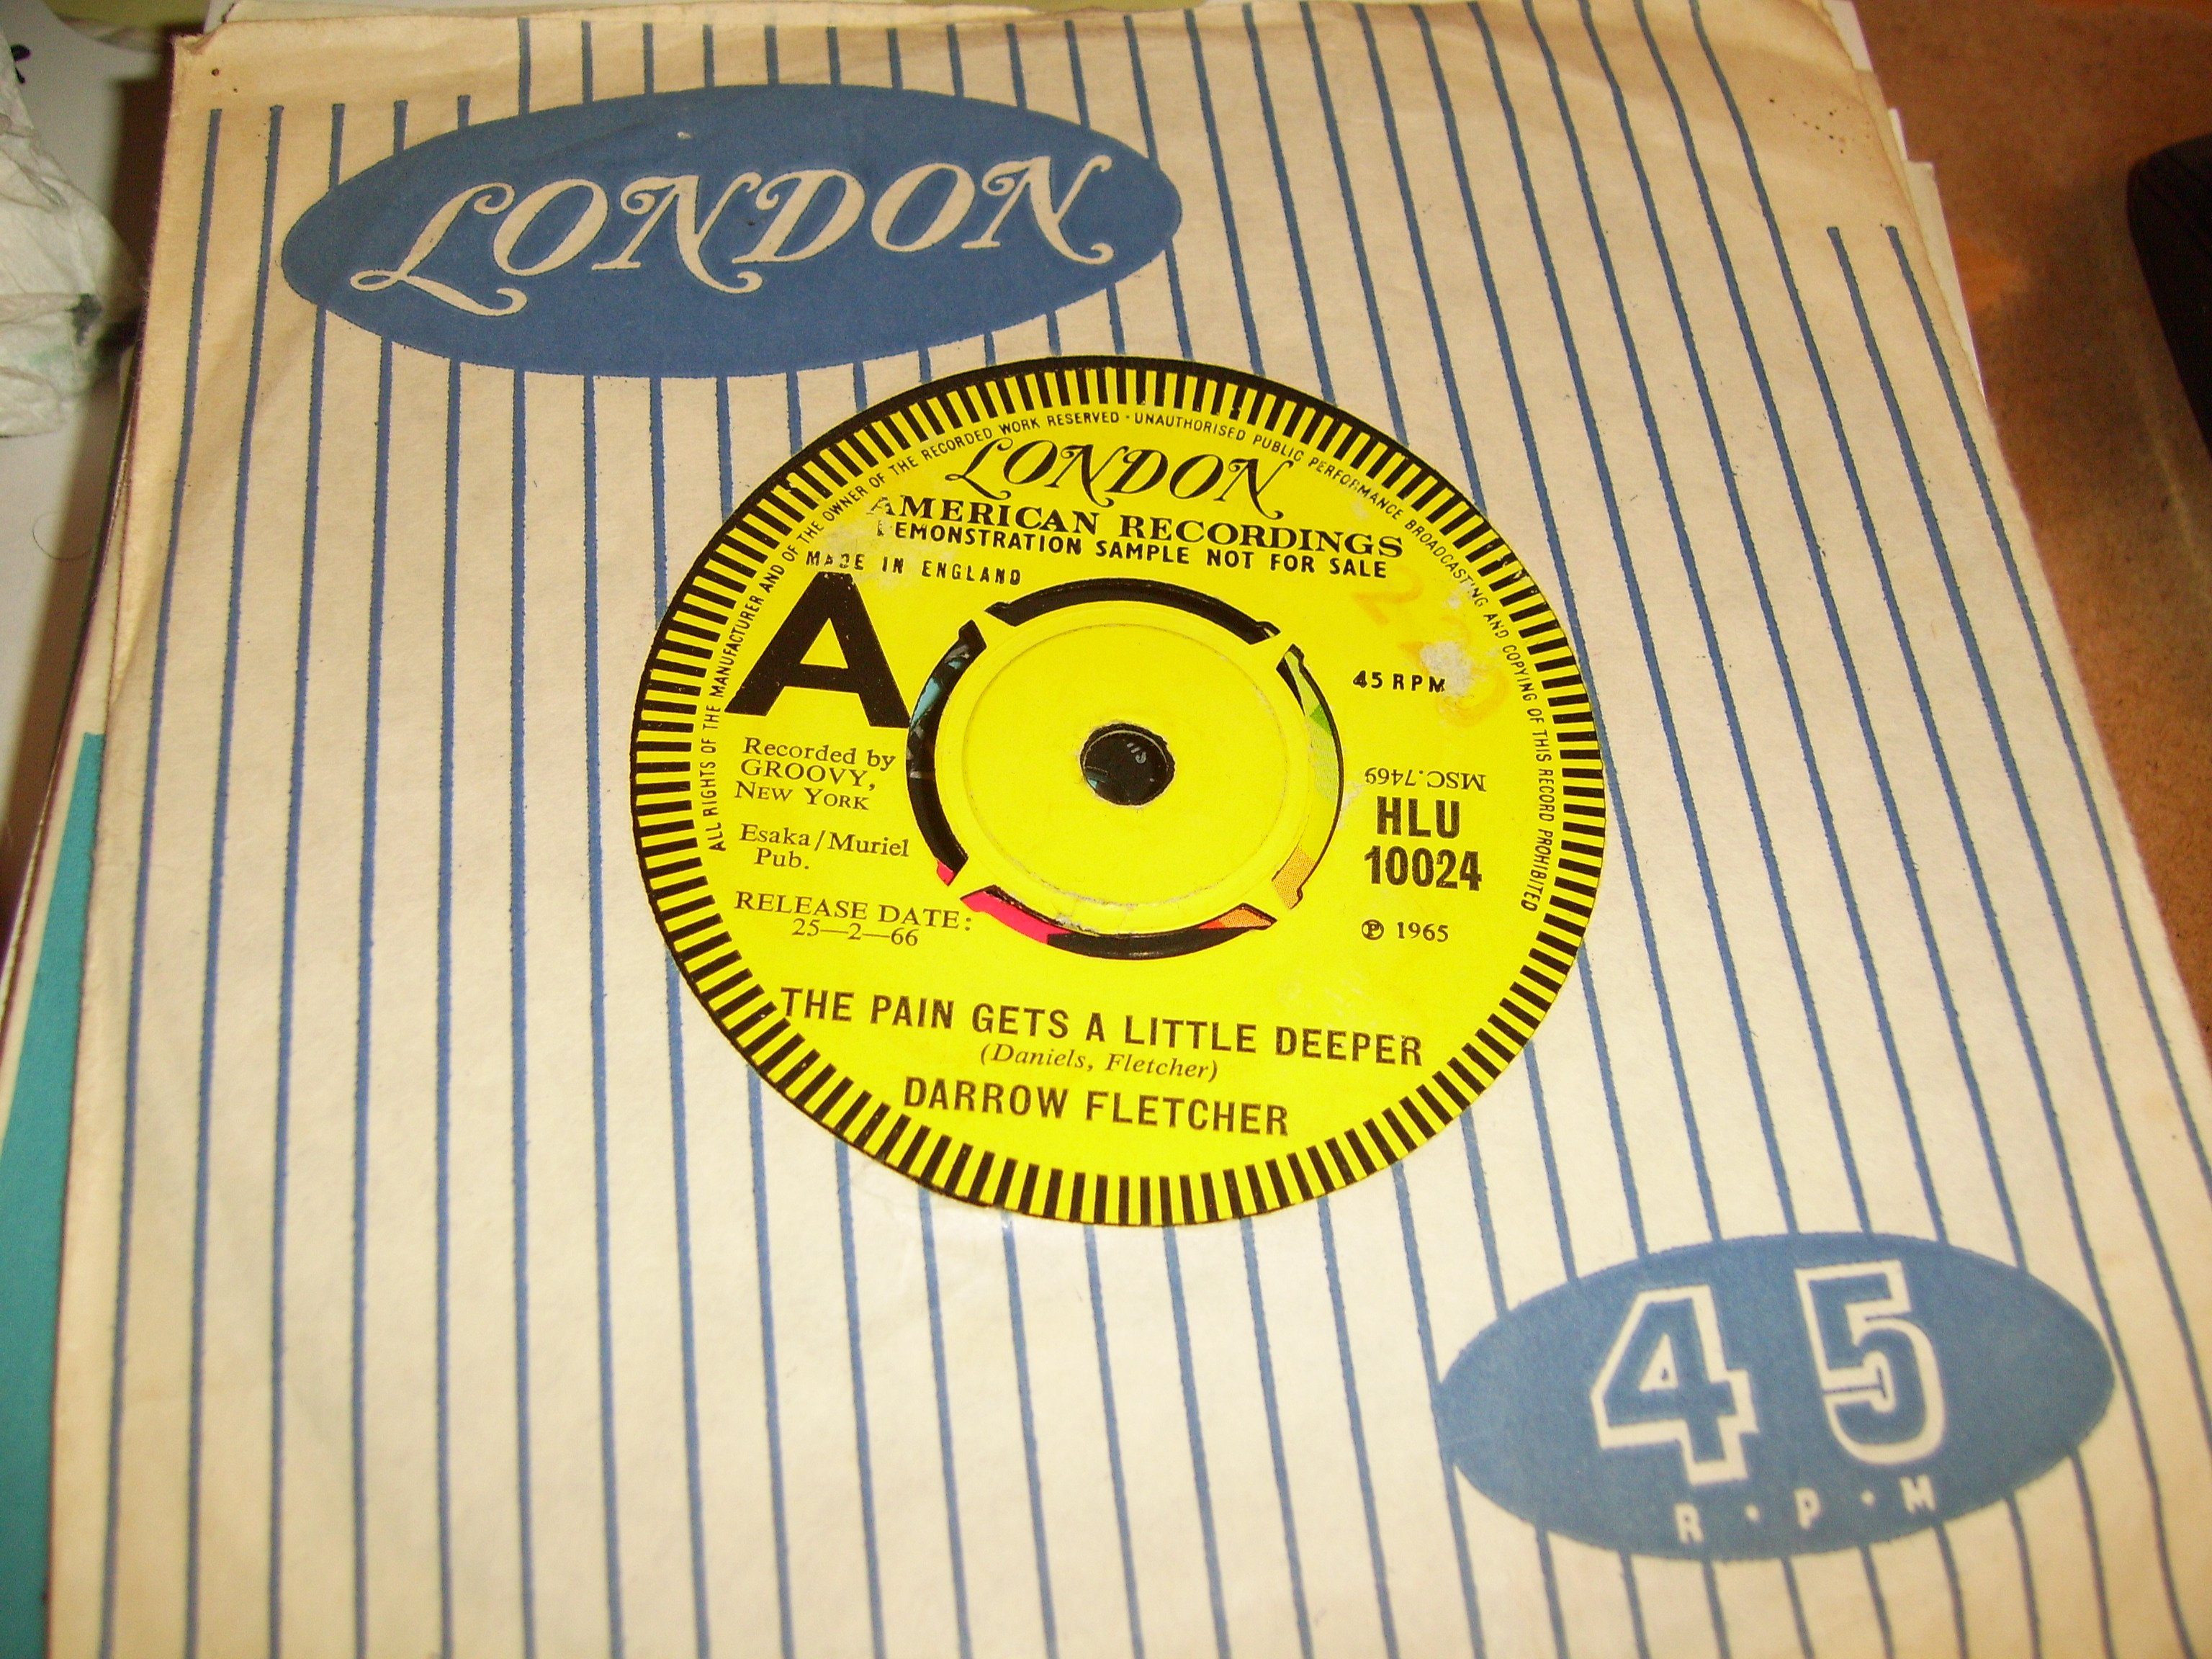 LONDON
ALL RIGHTS OF THE MANUFACTURER AND OF THE OWNER OF THE RECORDED WORK RESERVED · UNAUTHORISED PUBLIC PERFORMANCE BROADCASTING AND COPYING OF THIS RECORD PROHIBITED
LONDON
AMERICAN RECORDINGS
DEMONSTRATION SAMPLE NOT FOR SALE
MADE IN ENGLAND
A
45 RPM
Recorded by
GROOVY,
NEW YORK
Esaka/Muriel
Pub.
RELEASE DATE:
25—2—66
MSC.7469
HLU
10024
℗ 1965
THE PAIN GETS A LITTLE DEEPER
(Daniels, Fletcher)
DARROW FLETCHER
45
R·P·M